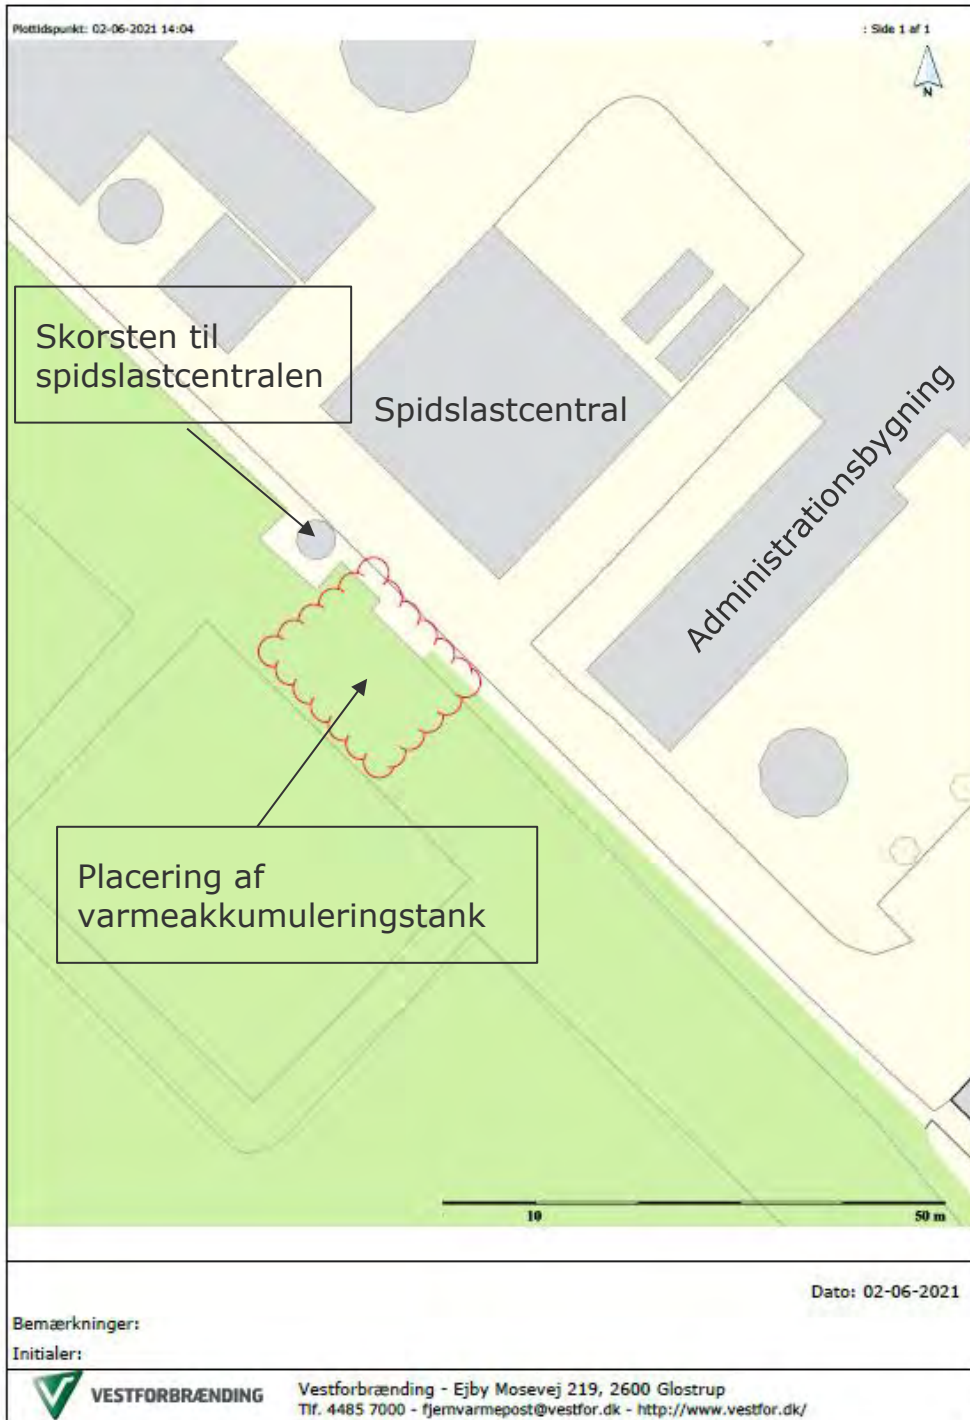 Plottidspunkt: 02-06-2021 14:04
: Side 1 af 1
N
Skorsten til
spidslastcentralen
Spidslastcentral
Administrationsbygning
Placering af
varmeakkumuleringstank
10
50 m
Dato: 02-06-2021
Bemærkninger:
Initialer:
VESTFORBRÆNDING
Vestforbrænding - Ejby Mosevej 219, 2600 Glostrup
Tlf. 4485 7000 - fjernvarmepost@vestfor.dk - http://www.vestfor.dk/